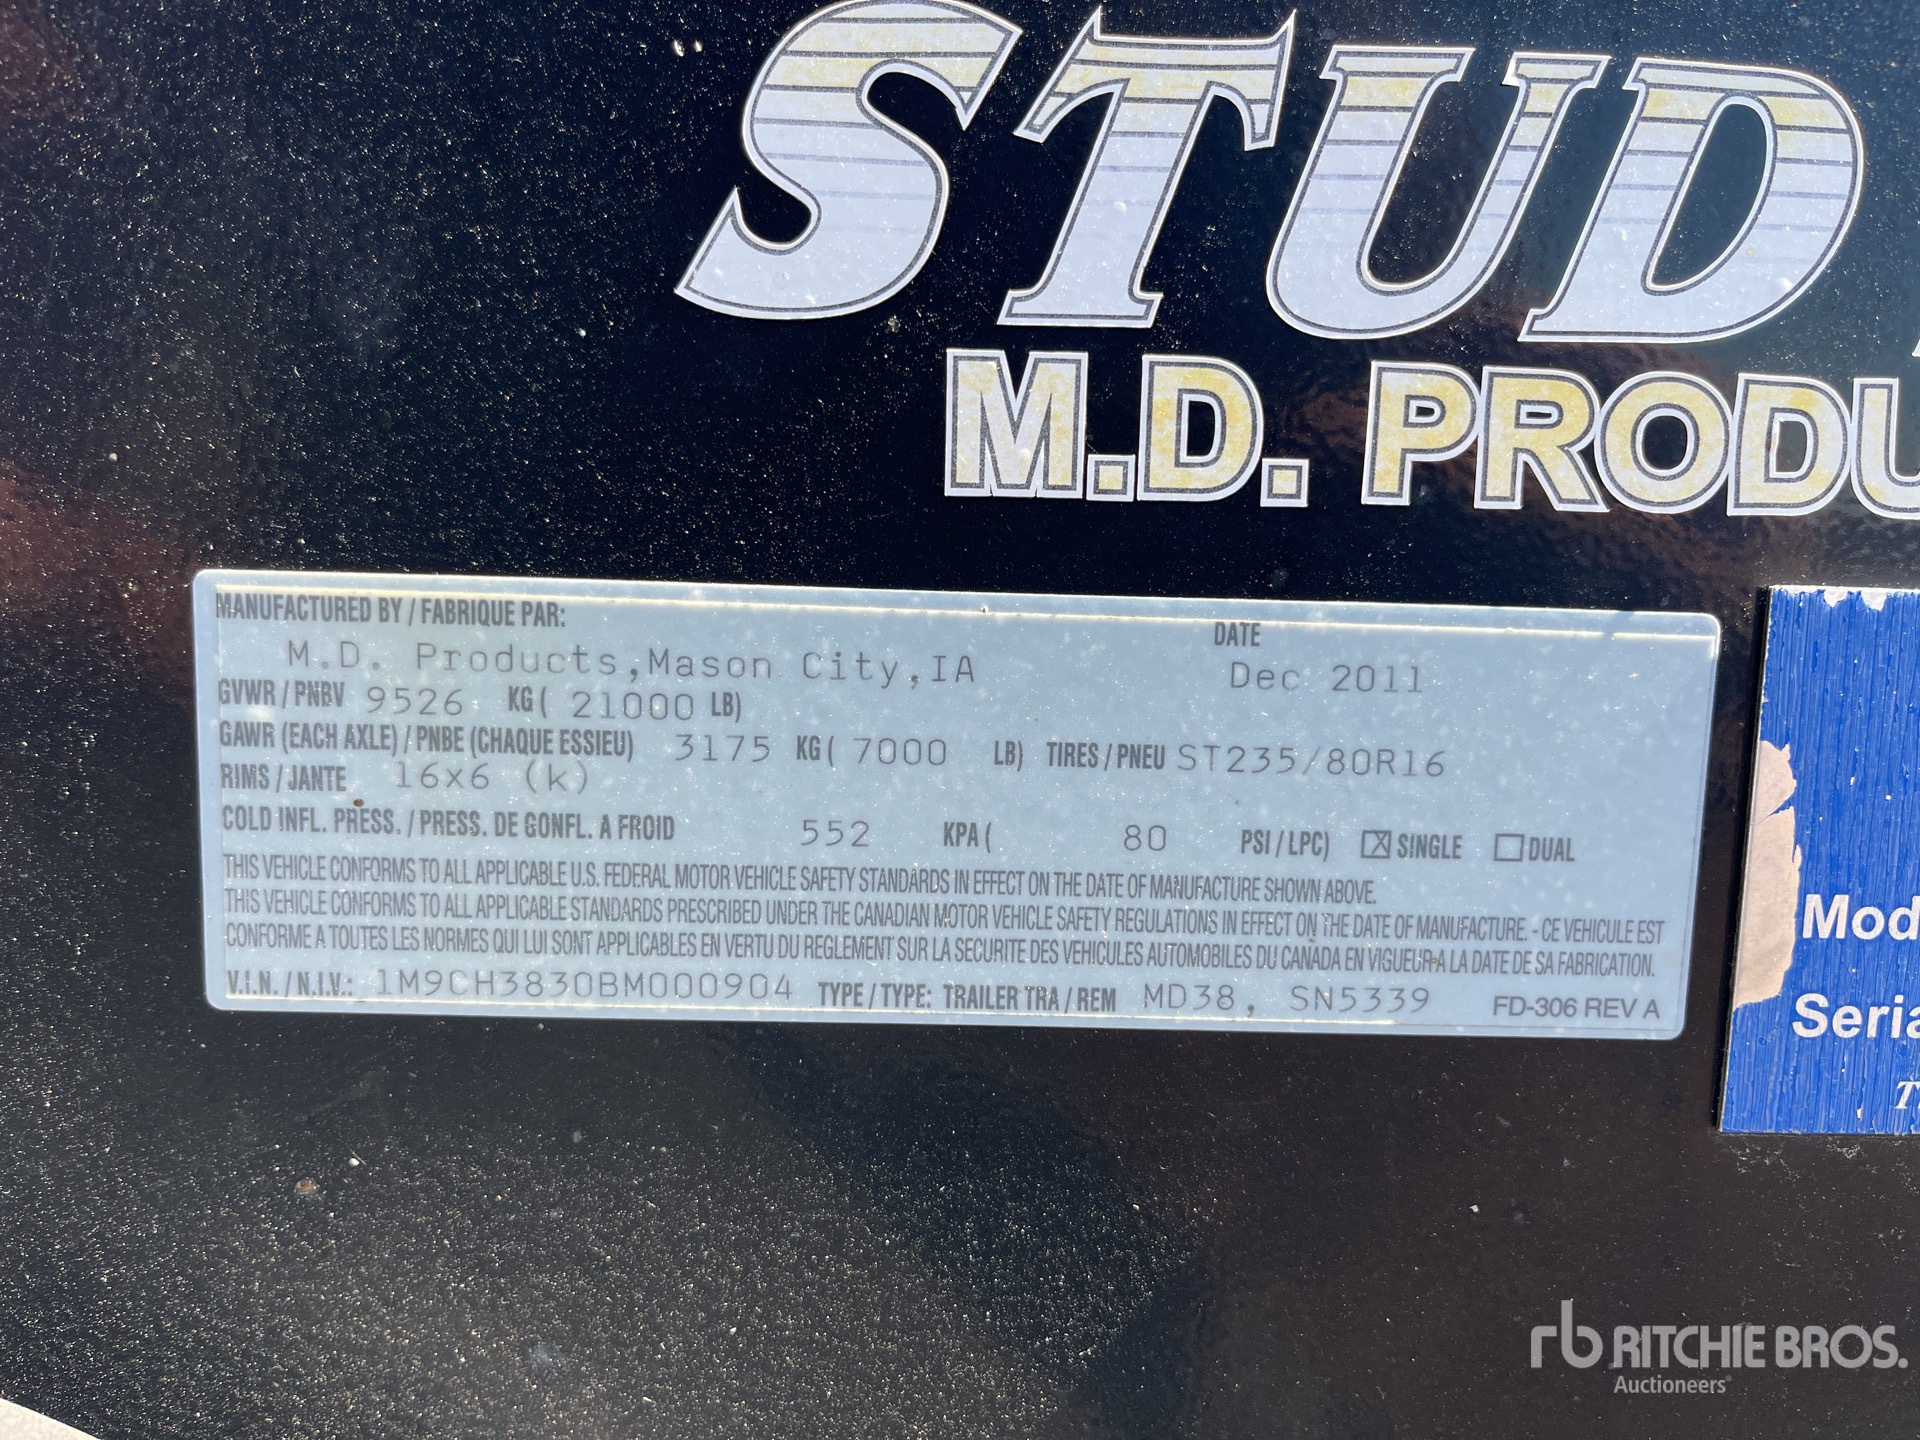 STUD
M.D. PRODU
MANUFACTURED BY / FABRIQUE PAR:
DATE
M.D. Products,Mason City,IA
Dec 2011
GVWR / PNBV 9526 KG ( 21000 LB)
GAWR (EACH AXLE) / PNBE (CHAQUE ESSIEU) 3175 KG ( 7000 LB) TIRES / PNEU ST235/80R16
RIMS / JANTE 16x6 (k)
COLD INFL. PRESS. / PRESS. DE GONFL. A FROID 552 KPA ( 80 PSI / LPC) ☒ SINGLE ☐ DUAL
THIS VEHICLE CONFORMS TO ALL APPLICABLE U.S. FEDERAL MOTOR VEHICLE SAFETY STANDARDS IN EFFECT ON THE DATE OF MANUFACTURE SHOWN ABOVE.
THIS VEHICLE CONFORMS TO ALL APPLICABLE STANDARDS PRESCRIBED UNDER THE CANADIAN MOTOR VEHICLE SAFETY REGULATIONS IN EFFECT ON THE DATE OF MANUFACTURE. - CE VEHICULE EST
CONFORME A TOUTES LES NORMES QUI LUI SONT APPLICABLES EN VERTU DU REGLEMENT SUR LA SECURITE DES VEHICULES AUTOMOBILES DU CANADA EN VIGUEUR A LA DATE DE SA FABRICATION.
V.I.N. / N.I.V.: 1M9CH3830BM000904 TYPE / TYPE: TRAILER TRA / REM MD38, SN5339 FD-306 REV A
Mod
Seria
rb RITCHIE BROS.
Auctioneers